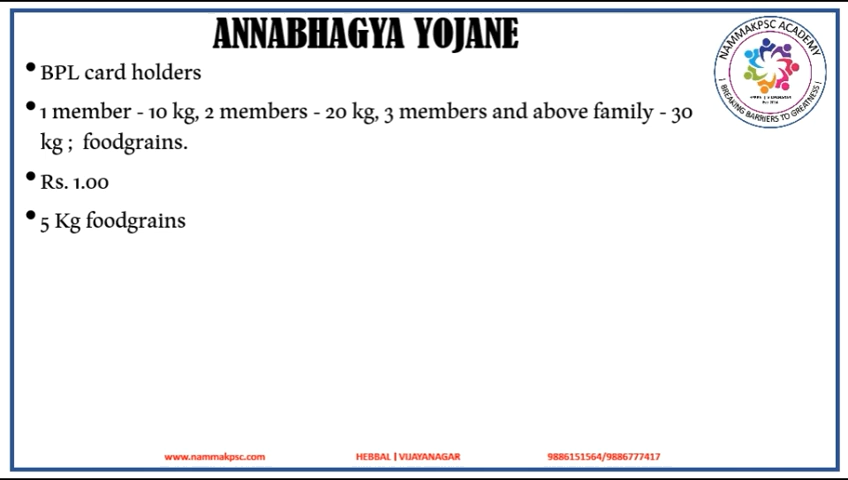 ANNABHAGYA YOJANE
NAMMAKPSC ACADEMY
! BREAKING BARRIERS TO GREATNESS !
• BPL card holders
• 1 member - 10 kg, 2 members - 20 kg, 3 members and above family - 30
kg ; foodgrains.
• Rs. 1.00
• 5 Kg foodgrains
www.nammakpsc.com
HEBBAL | VIJAYANAGAR
9886151564/9886777417